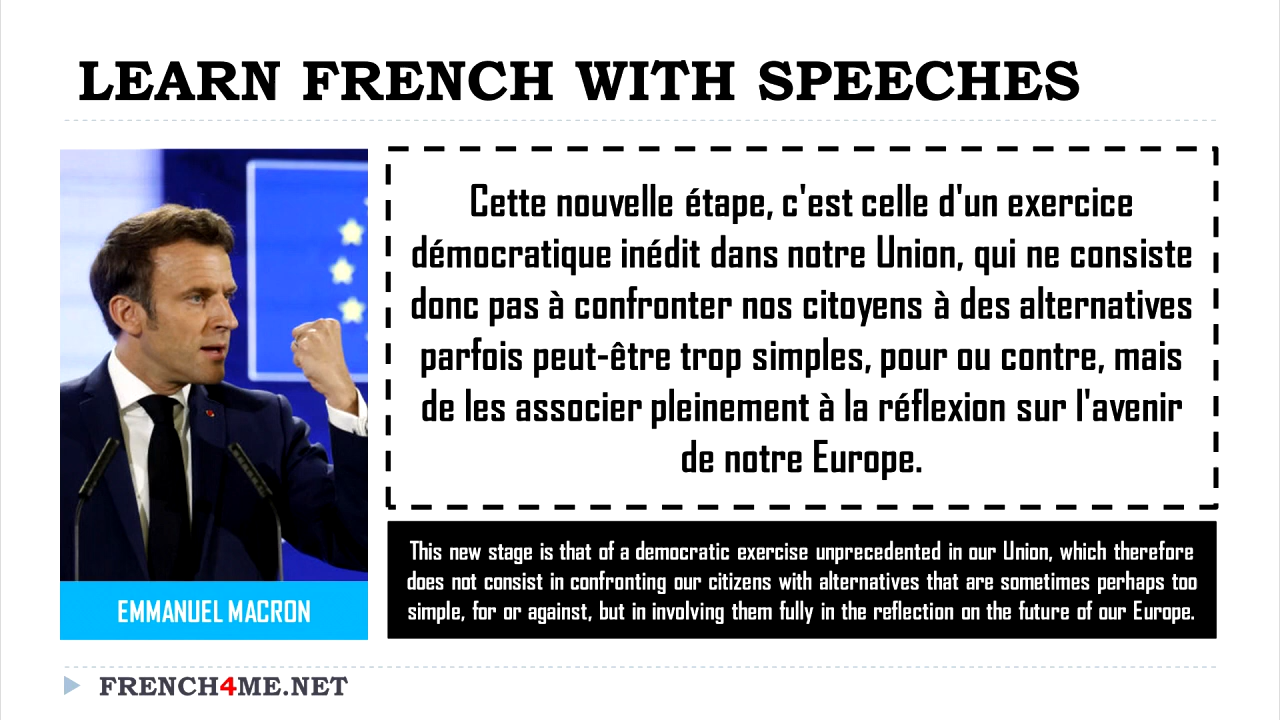 LEARN FRENCH WITH SPEECHES
Cette nouvelle étape, c'est celle d'un exercice
démocratique inédit dans notre Union, qui ne consiste
donc pas à confronter nos citoyens à des alternatives
parfois peut-être trop simples, pour ou contre, mais
de les associer pleinement à la réflexion sur l'avenir
de notre Europe.
This new stage is that of a democratic exercise unprecedented in our Union, which therefore
does not consist in confronting our citizens with alternatives that are sometimes perhaps too
simple, for or against, but in involving them fully in the reflection on the future of our Europe.
EMMANUEL MACRON
FRENCH4ME.NET